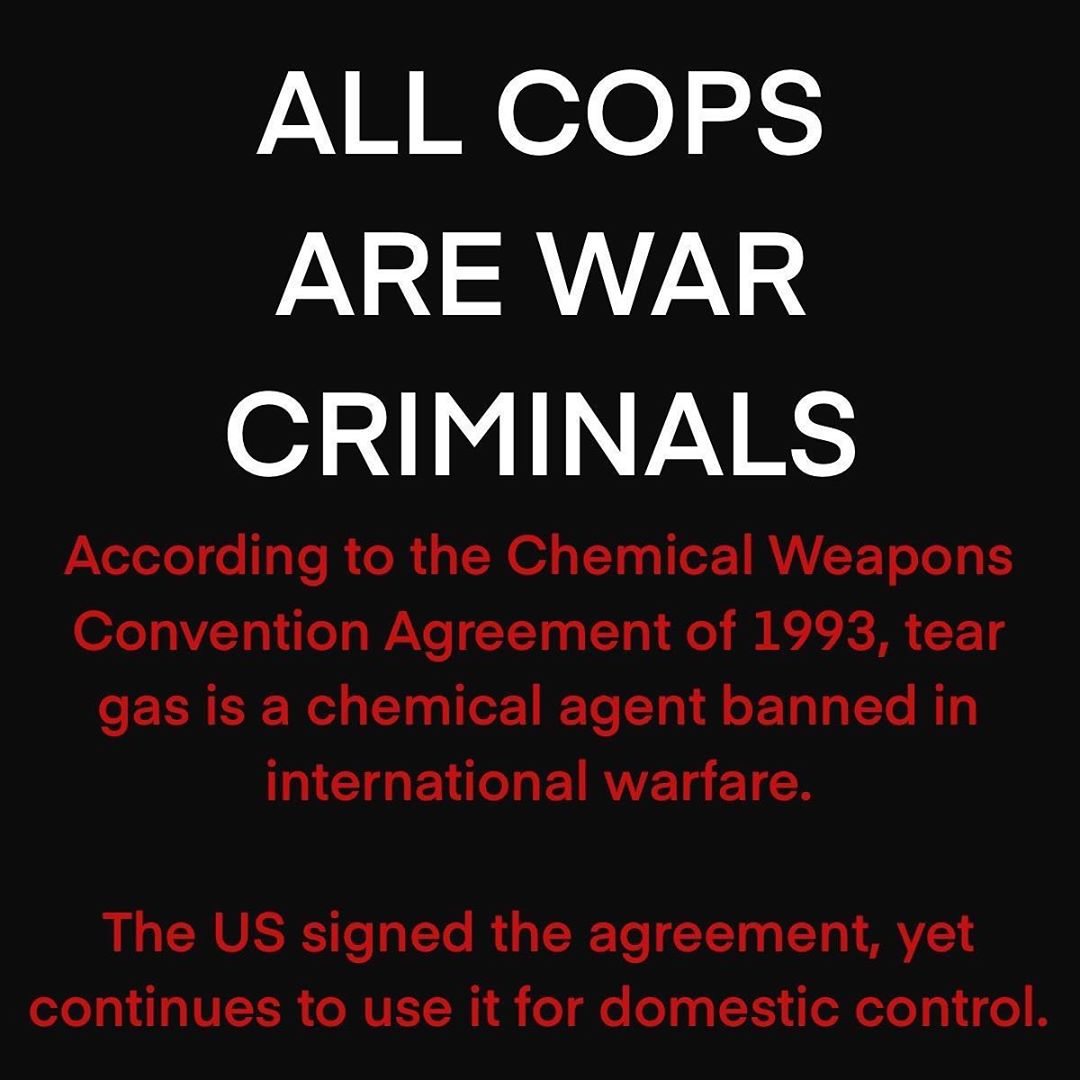 ALL COPS
ARE WAR
CRIMINALS
According to the Chemical Weapons
Convention Agreement of 1993, tear
gas is a chemical agent banned in
international warfare.
The US signed the agreement, yet
continues to use it for domestic control.